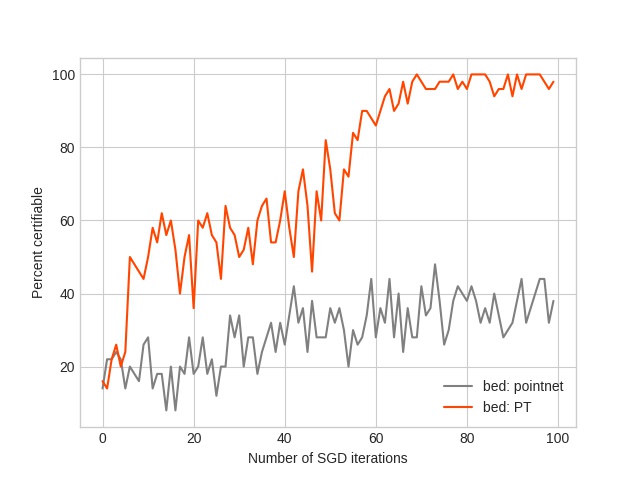 100
80
60
40
20
Percent certifiable
bed: pointnet
bed: PT
0 20 40 60 80 100
Number of SGD iterations